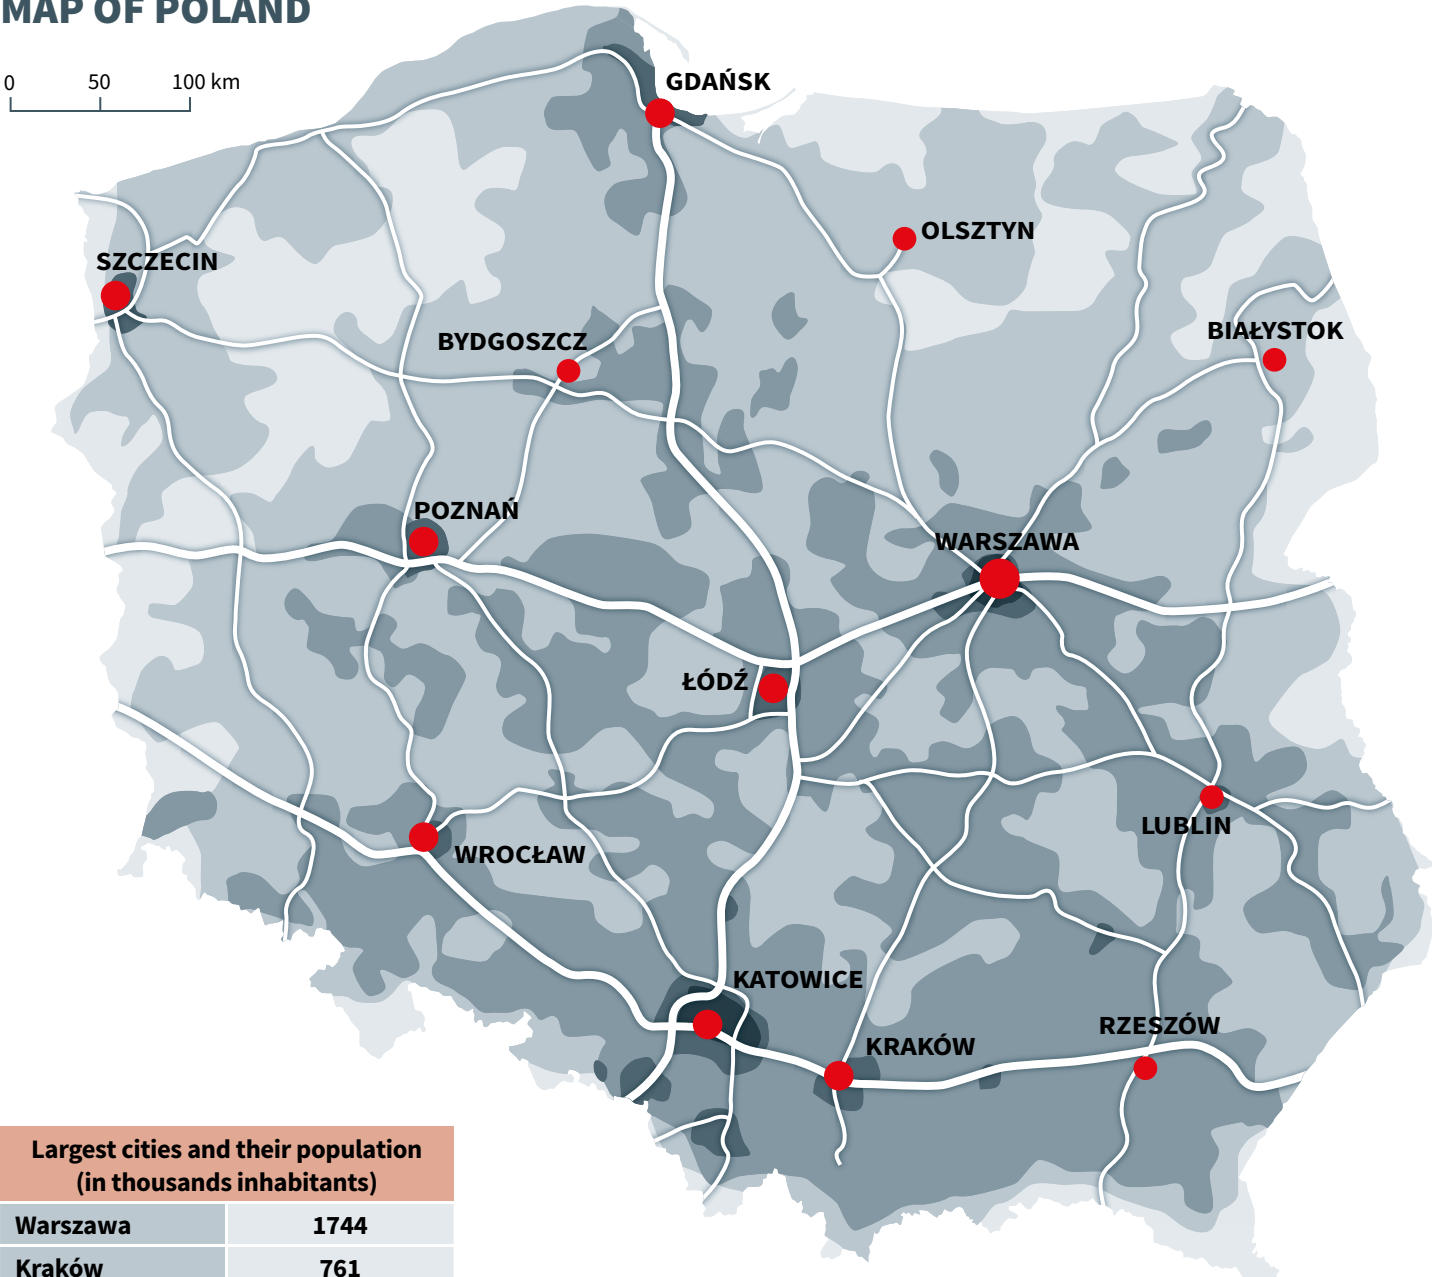 MAP OF POLAND
0 50 100 km
GDAŃSK
OLSZTYN
SZCZECIN
BIAŁYSTOK
BYDGOSZCZ
POZNAŃ
WARSZAWA
ŁÓDŹ
LUBLIN
WROCŁAW
KATOWICE
RZESZÓW
KRAKÓW
Largest cities and their population
(in thousands inhabitants)
Warszawa 1744
Kraków 761